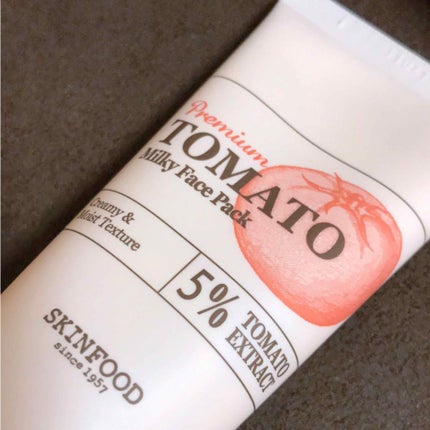 Premium
TOMATO
Milky Face Pack
Creamy &
Moist Texture
5%
TOMATO
EXTRACT
SKINFOOD
since 1957